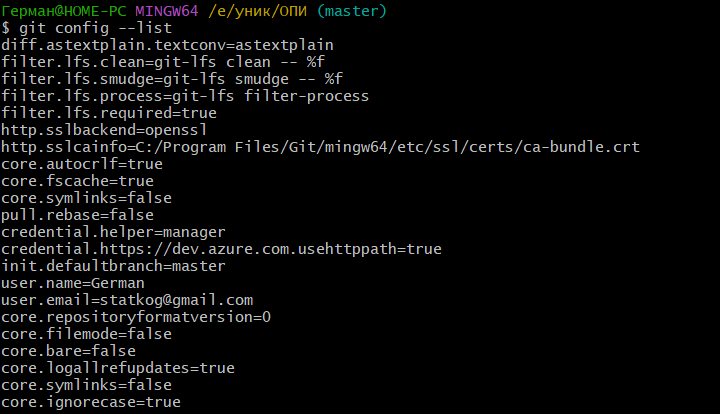 Герман@HOME-PC MINGW64 /e/уник/ОПИ (master)
$ git config --list
diff.astextplain.textconv=astextplain
filter.lfs.clean=git-lfs clean -- %f
filter.lfs.smudge=git-lfs smudge -- %f
filter.lfs.process=git-lfs filter-process
filter.lfs.required=true
http.sslbackend=openssl
http.sslcainfo=C:/Program Files/Git/mingw64/etc/ssl/certs/ca-bundle.crt
core.autocrlf=true
core.fscache=true
core.symlinks=false
pull.rebase=false
credential.helper=manager
credential.https://dev.azure.com.usehttppath=true
init.defaultbranch=master
user.name=German
user.email=statkog@gmail.com
core.repositoryformatversion=0
core.filemode=false
core.bare=false
core.logallrefupdates=true
core.symlinks=false
core.ignorecase=true